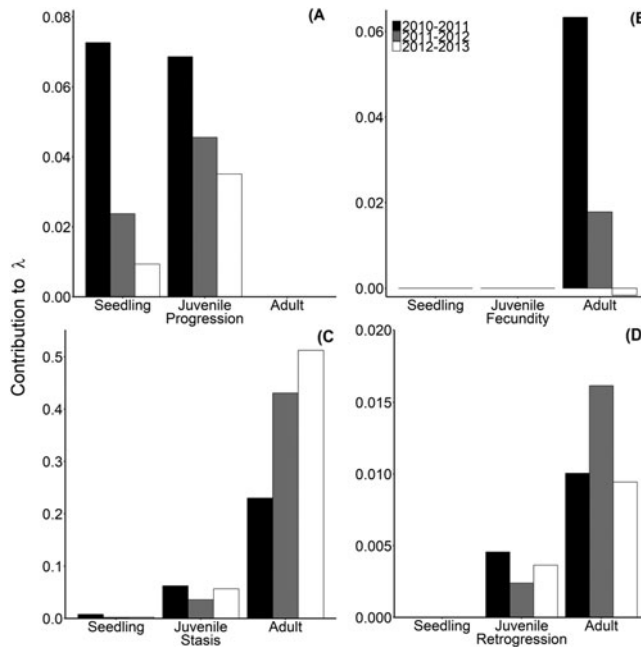 Contribution to λ
(A)
0.08
0.06
0.04
0.02
0.00
Seedling Juvenile Adult
Progression
(B
2010-2011
2011-2012
2012-2013
0.06
0.04
0.02
0.00
Seedling Juvenile Adult
Fecundity
(C)
0.5
0.4
0.3
0.2
0.1
0.0
Seedling Juvenile Adult
Stasis
(D)
0.020
0.015
0.010
0.005
0.000
Seedling Juvenile Adult
Retrogression